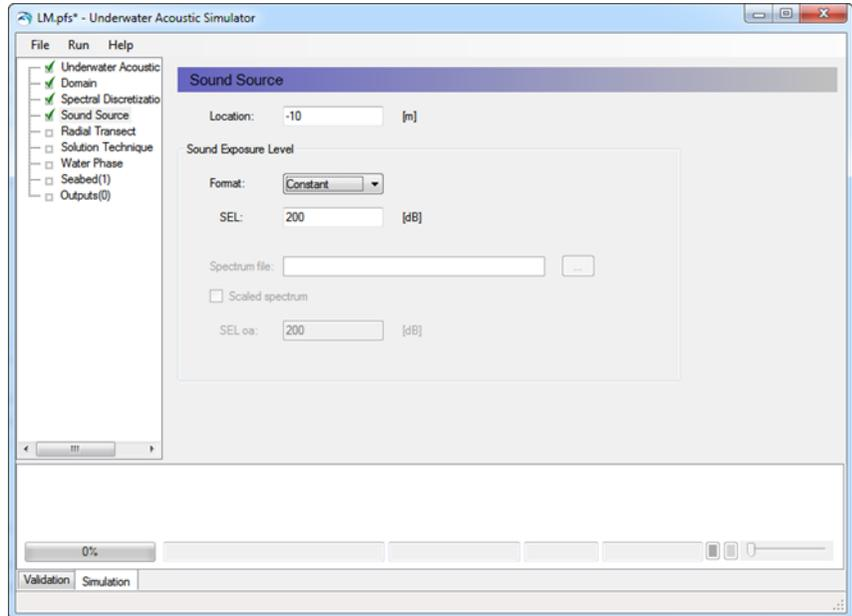 LM.pfs* - Underwater Acoustic Simulator
File Run Help
Underwater Acoustic
Domain
Spectral Discretizatio
Sound Source
Radial Transect
Solution Technique
Water Phase
Seabed(1)
Outputs(0)
Sound Source
Location: -10 [m]
Sound Exposure Level
Format: Constant
SEL: 200 [dB]
Spectrum file: ...
Scaled spectrum
SEL oa: 200 [dB]
0%
Validation Simulation